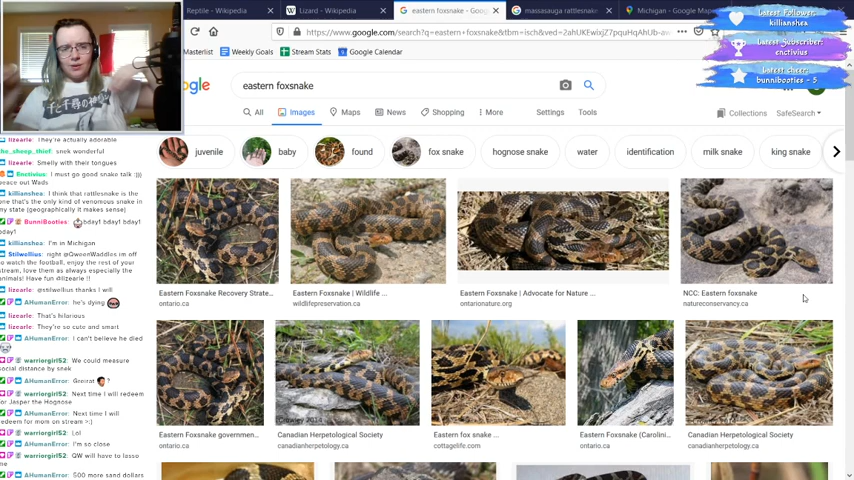 Reptile - Wikipedia
Lizard - Wikipedia
eastern foxsnake - Goo
massasauga rattlesnake
Michigan - Google Maps
Latest Follower:
killianshea
https://www.google.com/search?q=eastern+foxsnake&tbm=isch&ved=2ahUKEwixjZ7pquHqAhUb-aw
Latest Subscriber:
enctivius
Masterlist
Weekly Goals
Stream Stats
Google Calendar
Latest cheer:
bunnibooties - 5
ogle
eastern foxsnake
All
Images
Maps
News
Shopping
More
Settings
Tools
Collections
SafeSearch
juvenile
baby
found
fox snake
hognose snake
water
identification
milk snake
king snake
Eastern Foxsnake Recovery Strate...
ontario.ca
Eastern Foxsnake | Wildlife ...
wildlifepreservation.ca
Eastern Foxsnake | Advocate for Nature ...
ontarionature.org
NCC: Eastern foxsnake
natureconservancy.ca
Eastern Foxsnake governmen...
ontario.ca
Canadian Herpetological Society
canadianherpetology.ca
Eastern fox snake ...
cottagelife.com
Eastern Foxsnake (Carolini...
ontario.ca
Canadian Herpetological Society
canadianherpetology.ca
lizearle: They're actually adorable
the_sheep_thief: snek wonderful
lizearle: Smelly with their tongues
Enctivius: I must go good snake talk :)))
peace out Wads
killianshea: I think that rattlesnake is the
one that's the only kind of venomous snake in
my state (geographically it makes sense)
BunniBooties: bday! bday! bday!
bday!
killianshea: I'm in Michigan
Stilwellius: right @QweenWaddles im off
to watch the football, enjoy the rest of your
stream, love as always especially the
animals! Have fun @lizearle !!
lizearle: @stilwellius thanks I will
AHumanError: he's dying
lizearle: That's hilarious
lizearle: They're so cute and smart
AHumanError: I can't believe he died
warriorgirl52: We could measure
social distance by snek
AHumanError: Greirat ?
warriorgirl52: Next time I will redeem
for Jasper the Hognose
AHumanError: Next time I will
redeem for mom on stream >:)
warriorgirl52: Lol
AHumanError: I'm so close
warriorgirl52: QW will have to lasso
AHumanError: 500 more sand dollars